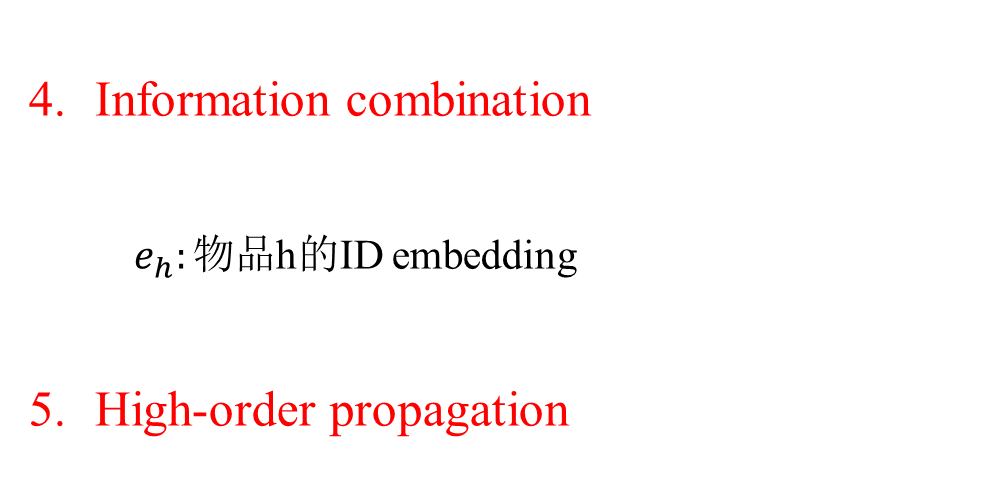 4. Information combination
e_h: 物品h的ID embedding
5. High-order propagation